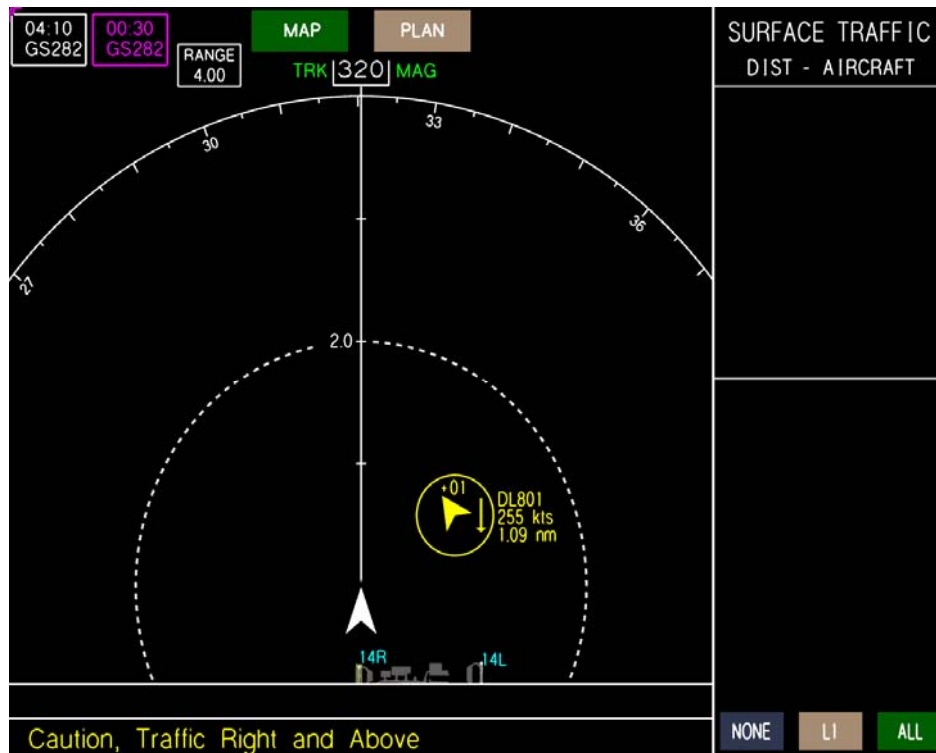 04:10
GS282
00:30
GS282
RANGE
4.00
MAP
PLAN
TRK 320 MAG
27
30
33
36
2.0
+01
DL801
255 kts
1.09 nm
14R
14L
Caution, Traffic Right and Above
SURFACE TRAFFIC
DIST - AIRCRAFT
NONE
L1
ALL